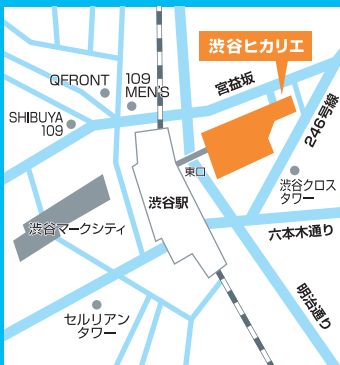 渋谷ヒカリエ
宮益坂
QFRONT
109
MEN'S
SHIBUYA
109
246号線
東口
渋谷クロス
タワー
渋谷駅
渋谷マークシティ
六本木通り
明治通り
セルリアン
タワー